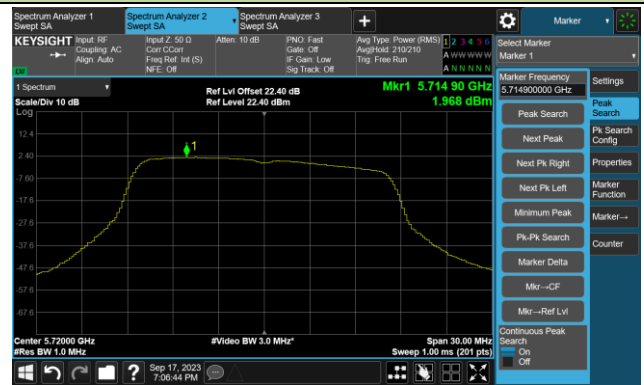 Spectrum Analyzer 1
Swept SA
Spectrum Analyzer 2
Swept SA
Spectrum Analyzer 3
Swept SA
+
Marker
KEYSIGHT
Input: RF
Coupling: AC
Align: Auto
Input Z: 50 Ω
Corr CCorr
Freq Ref: Int (S)
NFE: Off
Atten: 10 dB
PNO: Fast
Gate: Off
IF Gain: Low
Sig Track: Off
Avg Type: Power (RMS)
Avg|Hold: 210/210
Trig: Free Run
1 2 3 4 5 6
A W W W W W
A N N N N N
Select Marker
Marker 1
1 Spectrum
Scale/Div 10 dB
Log
Ref Lvl Offset 22.40 dB
Ref Level 22.40 dBm
Mkr1 5.714 90 GHz
1.968 dBm
1
12.4
2.40
-7.60
-17.6
-27.6
-37.6
-47.6
-57.6
-67.6
Center 5.72000 GHz
#Res BW 1.0 MHz
#Video BW 3.0 MHz*
Span 30.00 MHz
Sweep 1.00 ms (201 pts)
Marker Frequency
5.714900000 GHz
Peak Search
Next Peak
Next Pk Right
Next Pk Left
Minimum Peak
Pk-Pk Search
Marker Delta
Mkr→CF
Mkr→Ref Lvl
Continuous Peak
Search
On
Off
Settings
Peak
Search
Pk Search
Config
Properties
Marker
Function
Marker→
Counter
?
Sep 17, 2023
7:06:44 PM